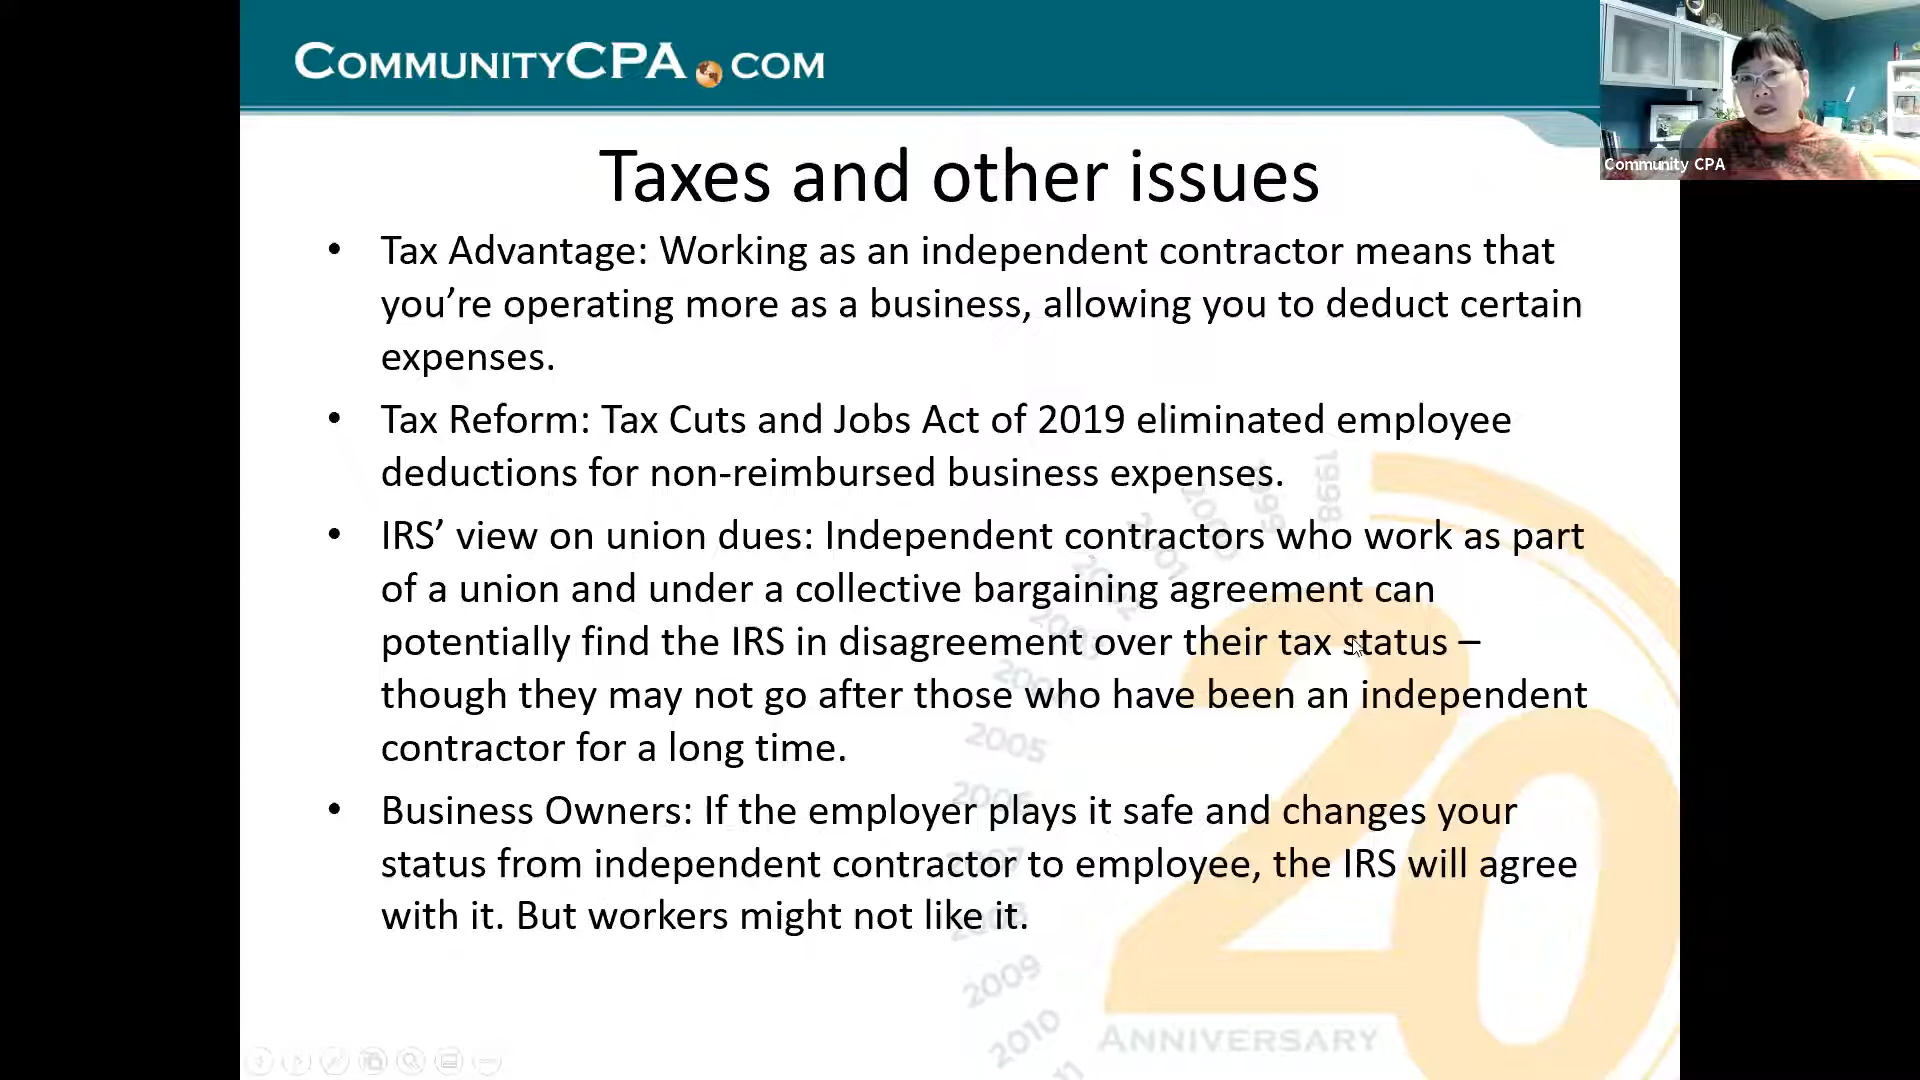 COMMUNITYCPA.COM
Community CPA
Taxes and other issues
• Tax Advantage: Working as an independent contractor means that
you’re operating more as a business, allowing you to deduct certain
expenses.
• Tax Reform: Tax Cuts and Jobs Act of 2019 eliminated employee
deductions for non-reimbursed business expenses.
• IRS’ view on union dues: Independent contractors who work as part
of a union and under a collective bargaining agreement can
potentially find the IRS in disagreement over their tax status –
though they may not go after those who have been an independent
contractor for a long time.
• Business Owners: If the employer plays it safe and changes your
status from independent contractor to employee, the IRS will agree
with it. But workers might not like it.
1998
1999
2000
2001
2005
2009
2010
20
ANNIVERSARY